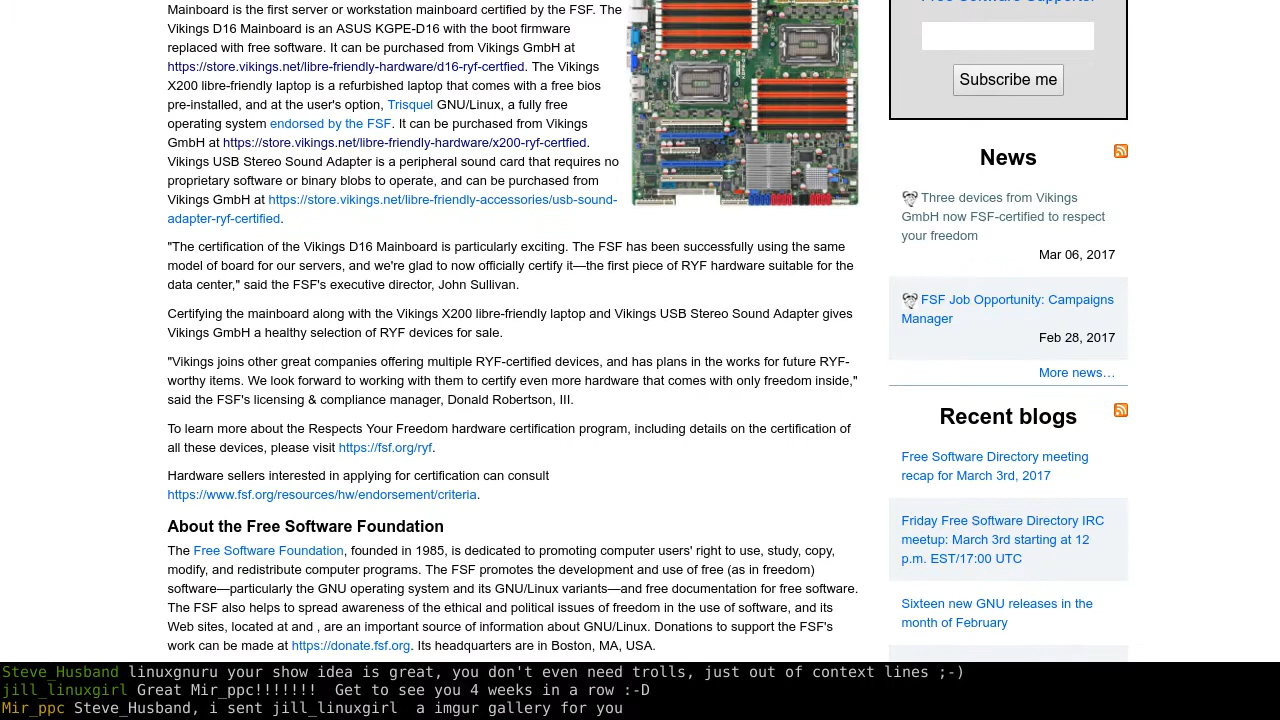 Mainboard is the first server or workstation mainboard certified by the FSF. The
Vikings D16 Mainboard is an ASUS KGPE-D16 with the boot firmware
replaced with free software. It can be purchased from Vikings GmbH at
https://store.vikings.net/libre-friendly-hardware/d16-ryf-certfied. The Vikings
X200 libre-friendly laptop is a refurbished laptop that comes with a free bios
pre-installed, and at the user's option, Trisquel GNU/Linux, a fully free
operating system endorsed by the FSF. It can be purchased from Vikings
GmbH at https://store.vikings.net/libre-friendly-hardware/x200-ryf-certfied.
Vikings USB Stereo Sound Adapter is a peripheral sound card that requires no
proprietary software or binary blobs to operate, and can be purchased from
Vikings GmbH at https://store.vikings.net/libre-friendly-accessories/usb-sound-
adapter-ryf-certified.
"The certification of the Vikings D16 Mainboard is particularly exciting. The FSF has been successfully using the same
model of board for our servers, and we're glad to now officially certify it—the first piece of RYF hardware suitable for the
data center," said the FSF's executive director, John Sullivan.
Certifying the mainboard along with the Vikings X200 libre-friendly laptop and Vikings USB Stereo Sound Adapter gives
Vikings GmbH a healthy selection of RYF devices for sale.
"Vikings joins other great companies offering multiple RYF-certified devices, and has plans in the works for future RYF-
worthy items. We look forward to working with them to certify even more hardware that comes with only freedom inside,"
said the FSF's licensing & compliance manager, Donald Robertson, III.
To learn more about the Respects Your Freedom hardware certification program, including details on the certification of
all these devices, please visit https://fsf.org/ryf.
Hardware sellers interested in applying for certification can consult
https://www.fsf.org/resources/hw/endorsement/criteria.
About the Free Software Foundation
The Free Software Foundation, founded in 1985, is dedicated to promoting computer users' right to use, study, copy,
modify, and redistribute computer programs. The FSF promotes the development and use of free (as in freedom)
software—particularly the GNU operating system and its GNU/Linux variants—and free documentation for free software.
The FSF also helps to spread awareness of the ethical and political issues of freedom in the use of software, and its
Web sites, located at and , are an important source of information about GNU/Linux. Donations to support the FSF's
work can be made at https://donate.fsf.org. Its headquarters are in Boston, MA, USA.
Free Software Supporter
Subscribe me
News
Three devices from Vikings
GmbH now FSF-certified to respect
your freedom
Mar 06, 2017
FSF Job Opportunity: Campaigns
Manager
Feb 28, 2017
More news…
Recent blogs
Free Software Directory meeting
recap for March 3rd, 2017
Friday Free Software Directory IRC
meetup: March 3rd starting at 12
p.m. EST/17:00 UTC
Sixteen new GNU releases in the
month of February
Steve_Husband linuxgnuru your show idea is great, you don't even need trolls, just out of context lines ;-)
jill_linuxgirl Great Mir_ppc!!!!!!! Get to see you 4 weeks in a row :-D
Mir_ppc Steve_Husband, i sent jill_linuxgirl a imgur gallery for you